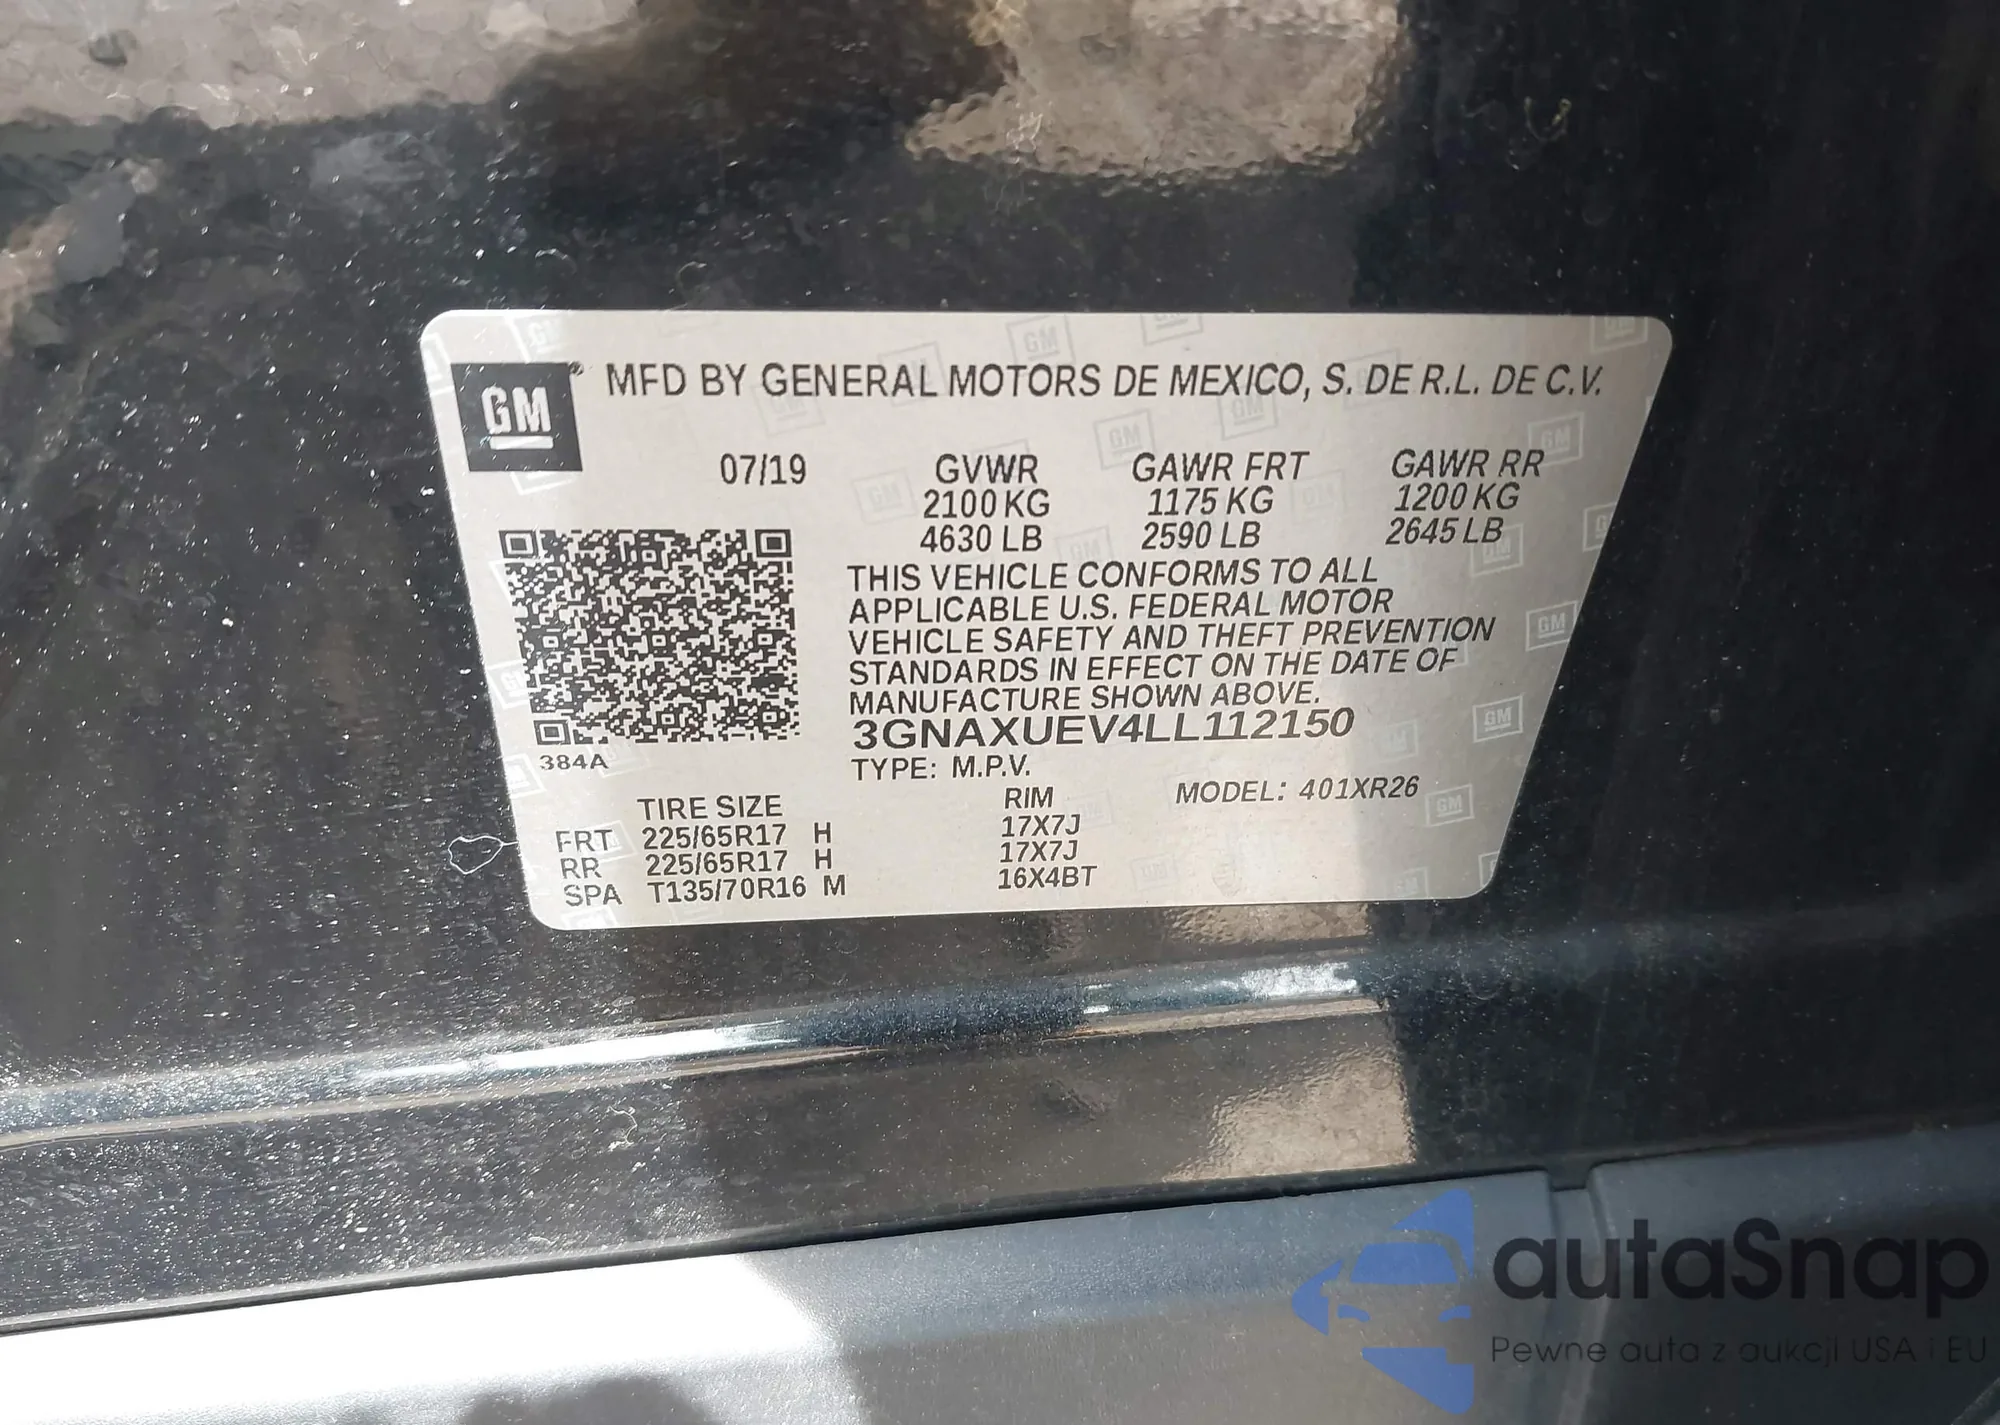 GM ® MFD BY GENERAL MOTORS DE MEXICO, S. DE R.L. DE C.V.
07/19 GVWR GAWR FRT GAWR RR
2100 KG 1175 KG 1200 KG
4630 LB 2590 LB 2645 LB
THIS VEHICLE CONFORMS TO ALL
APPLICABLE U.S. FEDERAL MOTOR
VEHICLE SAFETY AND THEFT PREVENTION
STANDARDS IN EFFECT ON THE DATE OF
MANUFACTURE SHOWN ABOVE.
3GNAXUEV4LL112150
384A TYPE: M.P.V.
TIRE SIZE RIM MODEL: 401XR26
FRT 225/65R17 H 17X7J
RR 225/65R17 H 17X7J
SPA T135/70R16 M 16X4BT
autaSnap
Pewne auta z aukcji USA i EU